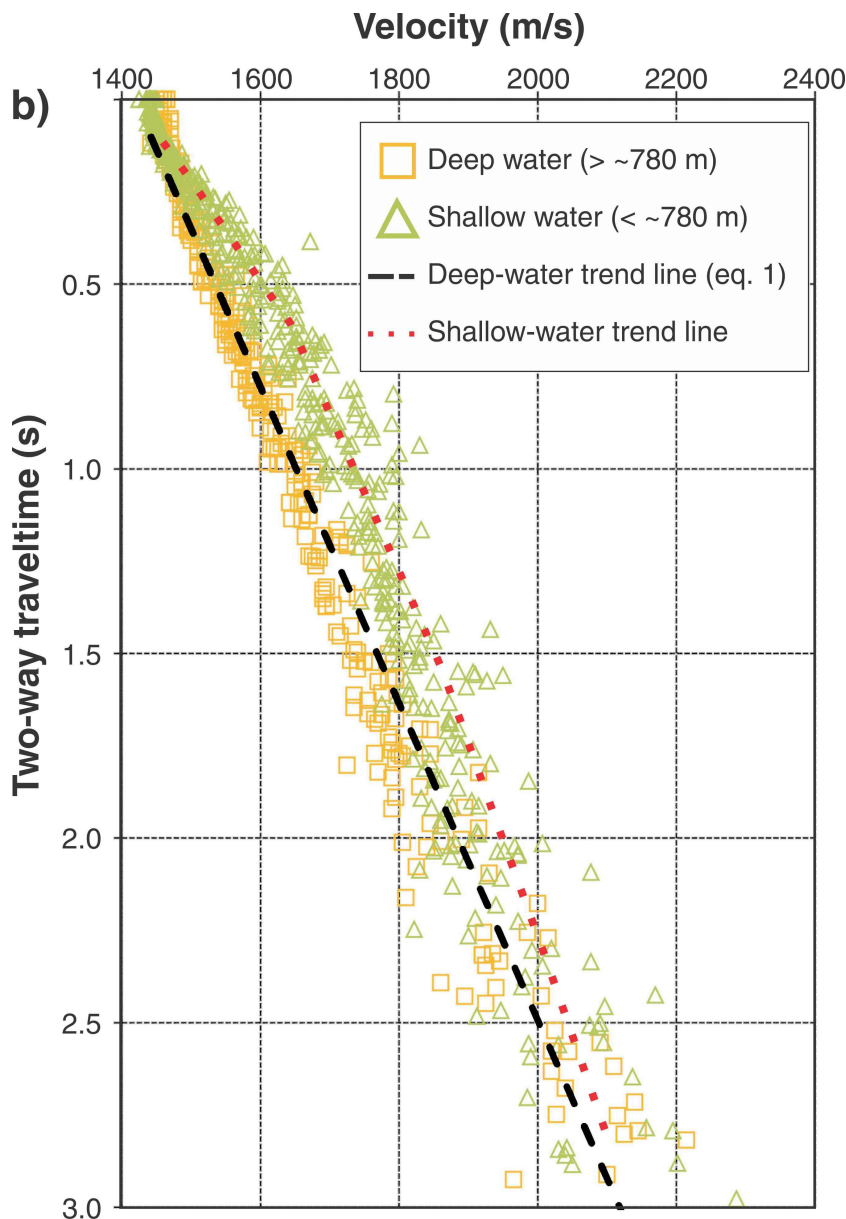 Velocity (m/s)
1400 1600 1800 2000 2200 2400
b)
Deep water (> ~780 m)
Shallow water (< ~780 m)
Deep-water trend line (eq. 1)
Shallow-water trend line
Two-way traveltime (s)
0.5
1.0
1.5
2.0
2.5
3.0